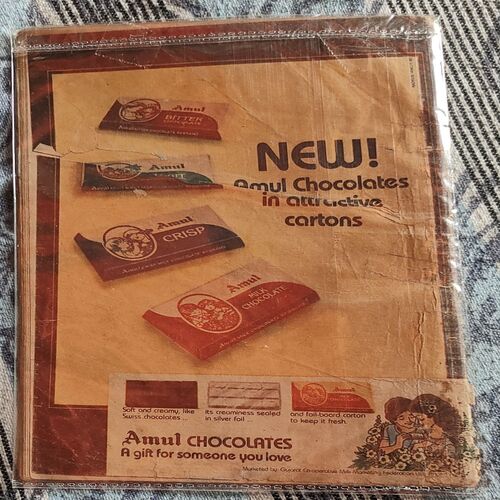 Amul
BITTER
CHOCOLATE
NEW!
Amul
Amul Chocolates
in attractive
cartons
Amul
CRISP
Amul
MILK
CHOCOLATE
Soft and creamy, like
Swiss chocolates
its creaminess sealed
in silver foil
and foil-board carton
to keep it fresh.
Amul CHOCOLATES
A gift for someone you love
Marketed by: Gujarat Co-operative Milk Marketing Federation